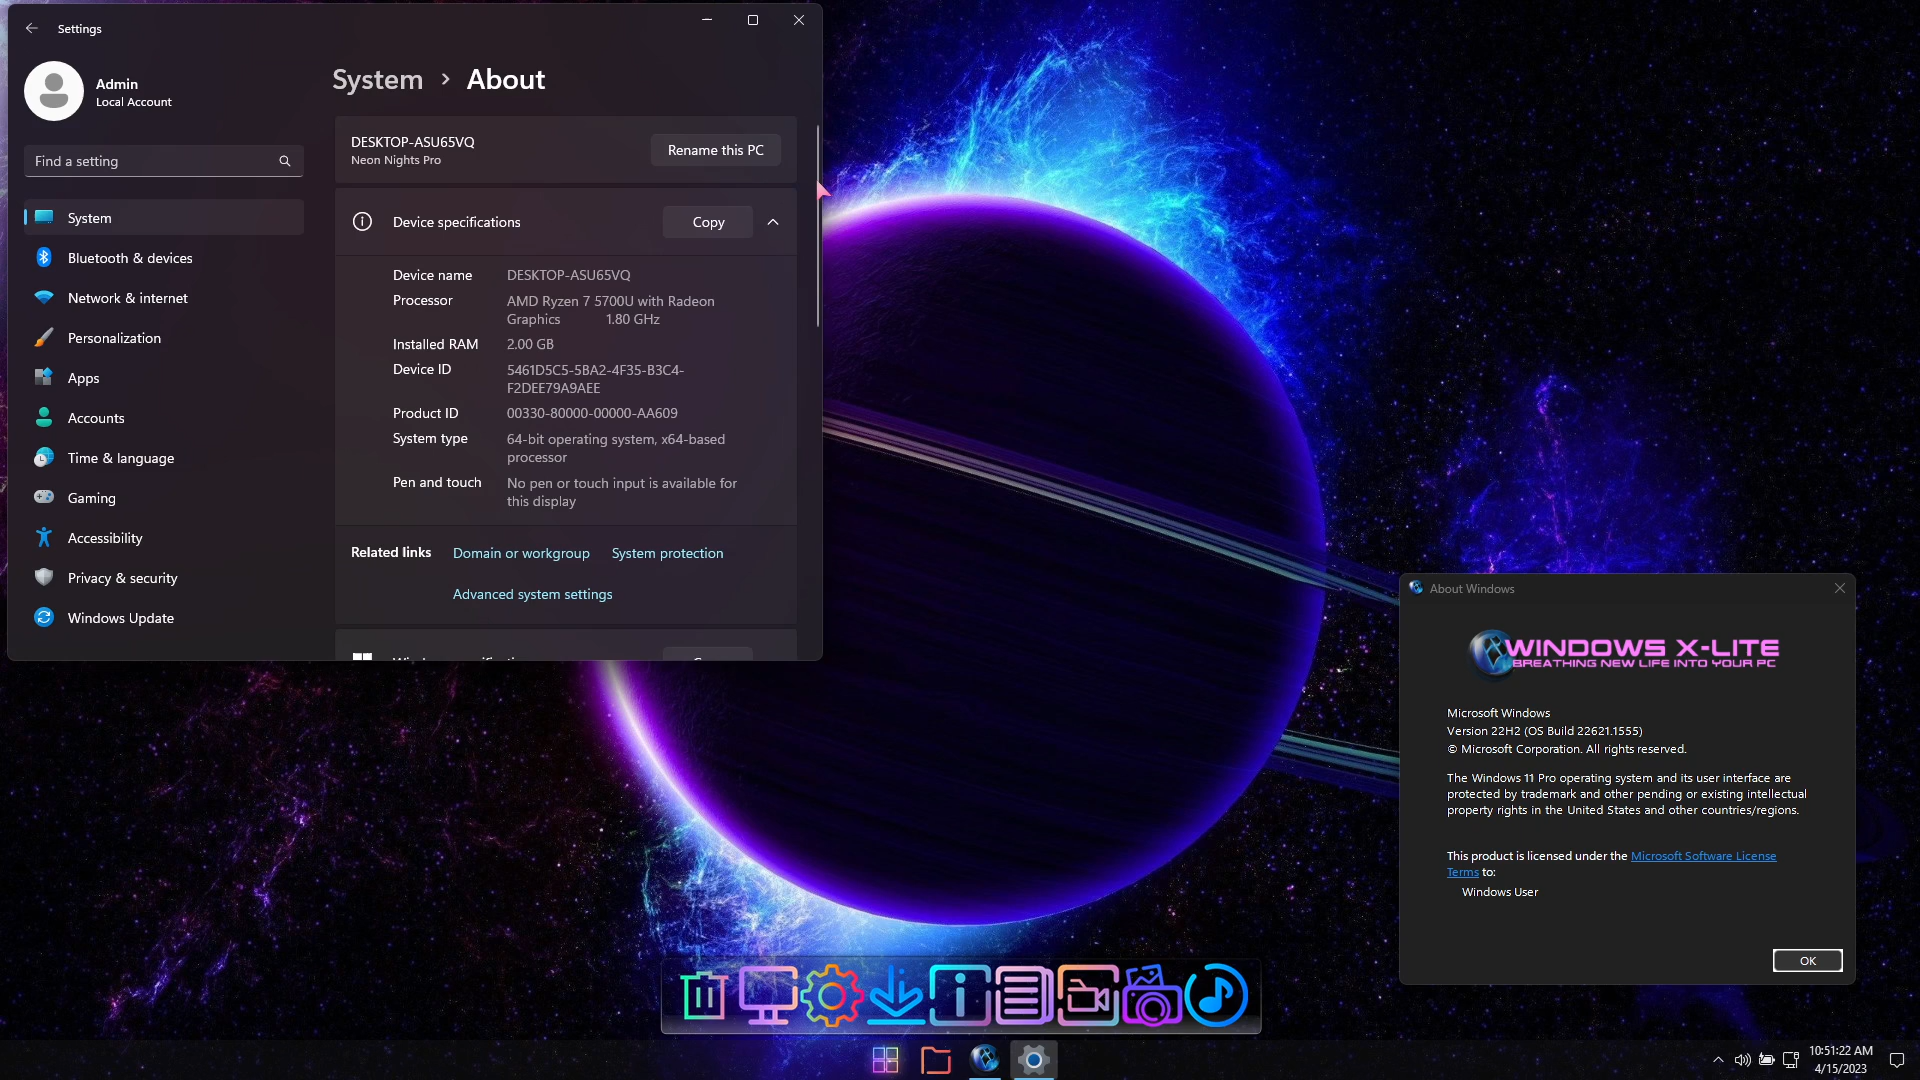 Settings
Admin
Local Account
Find a setting
System
Bluetooth & devices
Network & internet
Personalization
Apps
Accounts
Time & language
Gaming
Accessibility
Privacy & security
Windows Update
System > About
DESKTOP-ASU65VQ
Neon Nights Pro
Rename this PC
Device specifications
Copy
Device name DESKTOP-ASU65VQ
Processor AMD Ryzen 7 5700U with Radeon
Graphics 1.80 GHz
Installed RAM 2.00 GB
Device ID 5461D5C5-5BA2-4F35-B3C4-
F2DEE79A9AEE
Product ID 00330-80000-00000-AA609
System type 64-bit operating system, x64-based
processor
Pen and touch No pen or touch input is available for
this display
Related links Domain or workgroup System protection
Advanced system settings
About Windows
WINDOWS X-LITE
BREATHING NEW LIFE INTO YOUR PC
Microsoft Windows
Version 22H2 (OS Build 22621.1555)
© Microsoft Corporation. All rights reserved.
The Windows 11 Pro operating system and its user interface are
protected by trademark and other pending or existing intellectual
property rights in the United States and other countries/regions.
This product is licensed under the Microsoft Software License
Terms to:
Windows User
OK
10:51:22 AM
4/15/2023